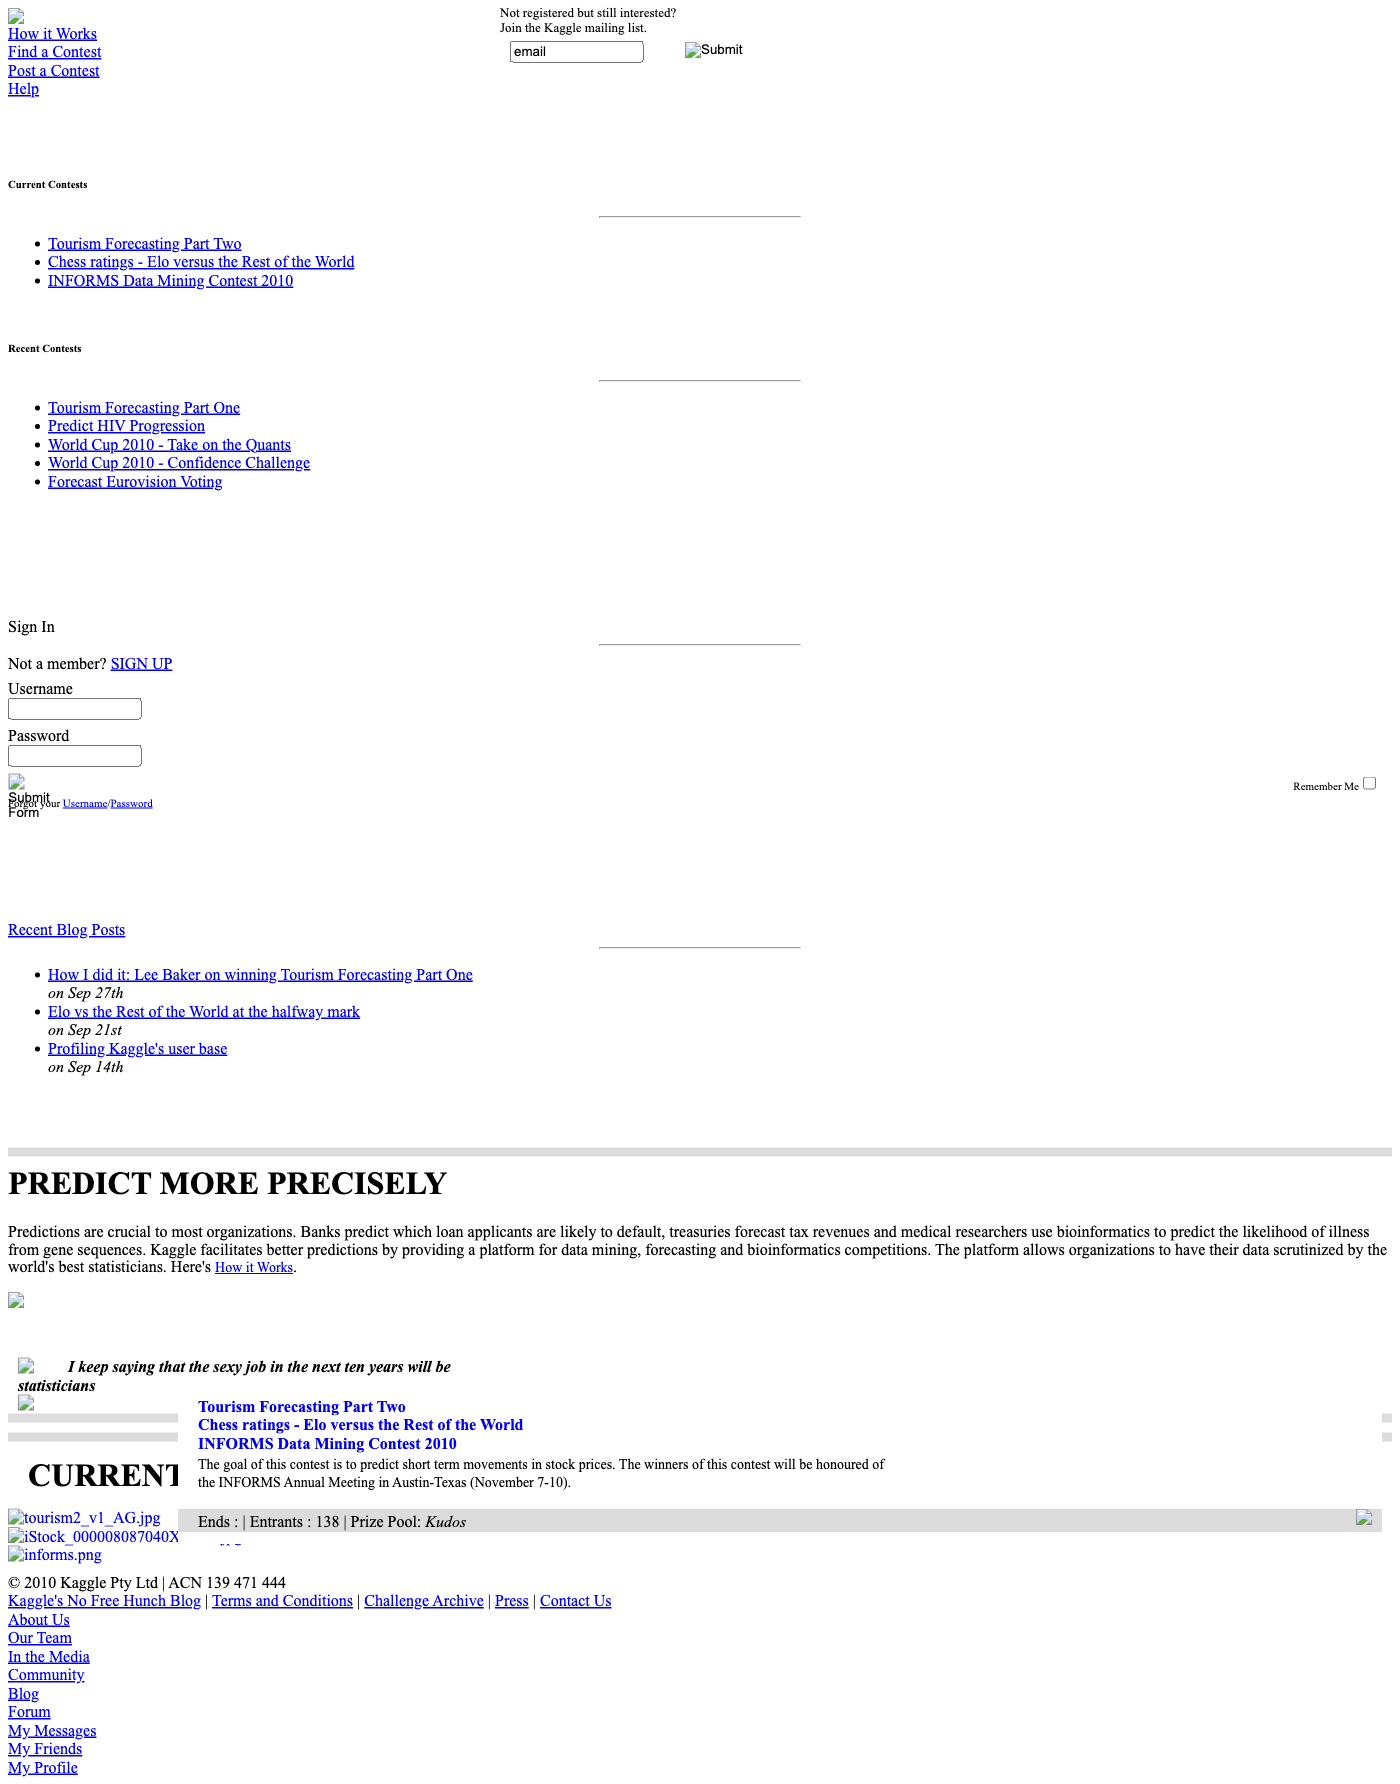 Not registered but still interested?
Join the Kaggle mailing list.
email
Submit
How it Works
Find a Contest
Post a Contest
Help
Current Contests
Tourism Forecasting Part Two
Chess ratings - Elo versus the Rest of the World
INFORMS Data Mining Contest 2010
Recent Contests
Tourism Forecasting Part One
Predict HIV Progression
World Cup 2010 - Take on the Quants
World Cup 2010 - Confidence Challenge
Forecast Eurovision Voting
Sign In
Not a member? SIGN UP
Username
Password
Submit
Form
Remember Me
Forgot your Username/Password
Recent Blog Posts
How I did it: Lee Baker on winning Tourism Forecasting Part One
on Sep 27th
Elo vs the Rest of the World at the halfway mark
on Sep 21st
Profiling Kaggle's user base
on Sep 14th
PREDICT MORE PRECISELY
Predictions are crucial to most organizations. Banks predict which loan applicants are likely to default, treasuries forecast tax revenues and medical researchers use bioinformatics to predict the likelihood of illness
from gene sequences. Kaggle facilitates better predictions by providing a platform for data mining, forecasting and bioinformatics competitions. The platform allows organizations to have their data scrutinized by the
world's best statisticians. Here's How it Works.
I keep saying that the sexy job in the next ten years will be
statisticians
Tourism Forecasting Part Two
Chess ratings - Elo versus the Rest of the World
INFORMS Data Mining Contest 2010
The goal of this contest is to predict short term movements in stock prices. The winners of this contest will be honoured of
the INFORMS Annual Meeting in Austin-Texas (November 7-10).
CURRENT
Ends : | Entrants : 138 | Prize Pool: Kudos
tourism2_v1_AG.jpg
iStock_000008087040X
informs.png
© 2010 Kaggle Pty Ltd | ACN 139 471 444
Kaggle's No Free Hunch Blog | Terms and Conditions | Challenge Archive | Press | Contact Us
About Us
Our Team
In the Media
Community
Blog
Forum
My Messages
My Friends
My Profile